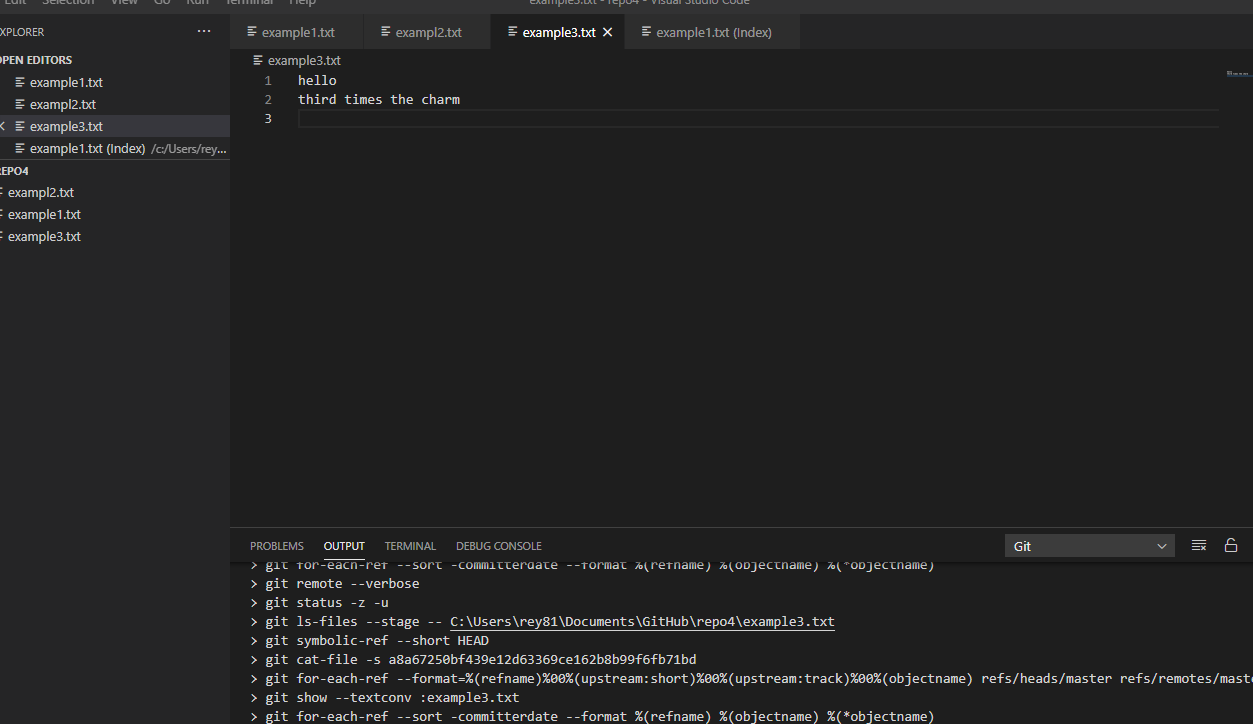 Edit Selection View Go Run Terminal Help
example3.txt - repo4 - Visual Studio Code
XPLORER ···
PEN EDITORS
example1.txt
exampl2.txt
example3.txt
example1.txt (Index) /c:/Users/rey...
EPO4
exampl2.txt
example1.txt
example3.txt
example1.txt exampl2.txt example3.txt example1.txt (Index)
example3.txt
1 hello
2 third times the charm
3
PROBLEMS OUTPUT TERMINAL DEBUG CONSOLE Git
> git for-each-ref --sort -committerdate --format %(refname) %(objectname) %(*objectname)
> git remote --verbose
> git status -z -u
> git ls-files --stage -- C:\Users\rey81\Documents\GitHub\repo4\example3.txt
> git symbolic-ref --short HEAD
> git cat-file -s a8a67250bf439e12d63369ce162b8b99f6fb71bd
> git for-each-ref --format=%(refname)%00%(upstream:short)%00%(upstream:track)%00%(objectname) refs/heads/master refs/remotes/mast
> git show --textconv :example3.txt
> git for-each-ref --sort -committerdate --format %(refname) %(objectname) %(*objectname)